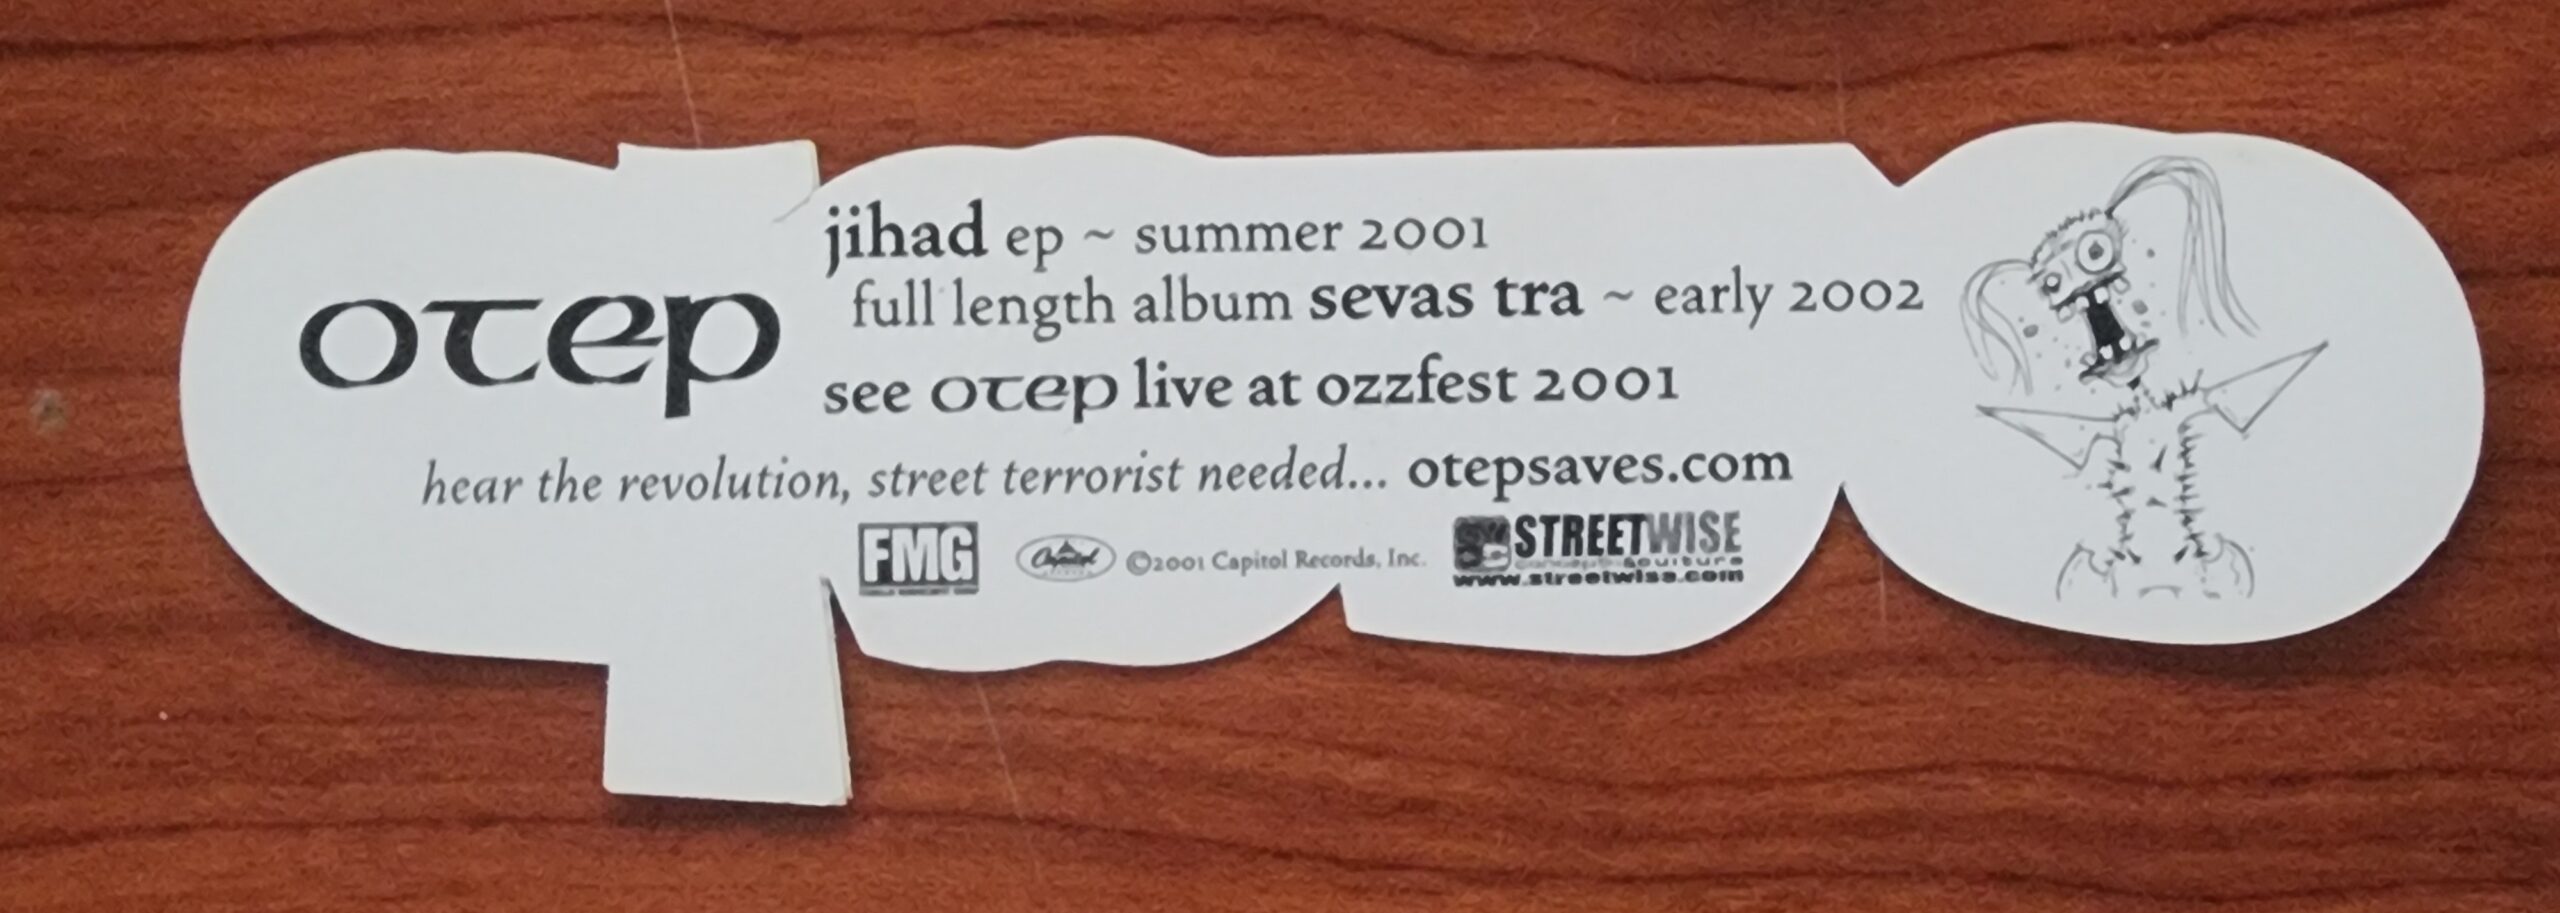 otep
jihad ep ~ summer 2001
full length album sevas tra ~ early 2002
see otep live at ozzfest 2001
hear the revolution, street terrorist needed... otepsaves.com
FMG
Capitol
©2001 Capitol Records, Inc.
STREETWISE
www.streetwise.com